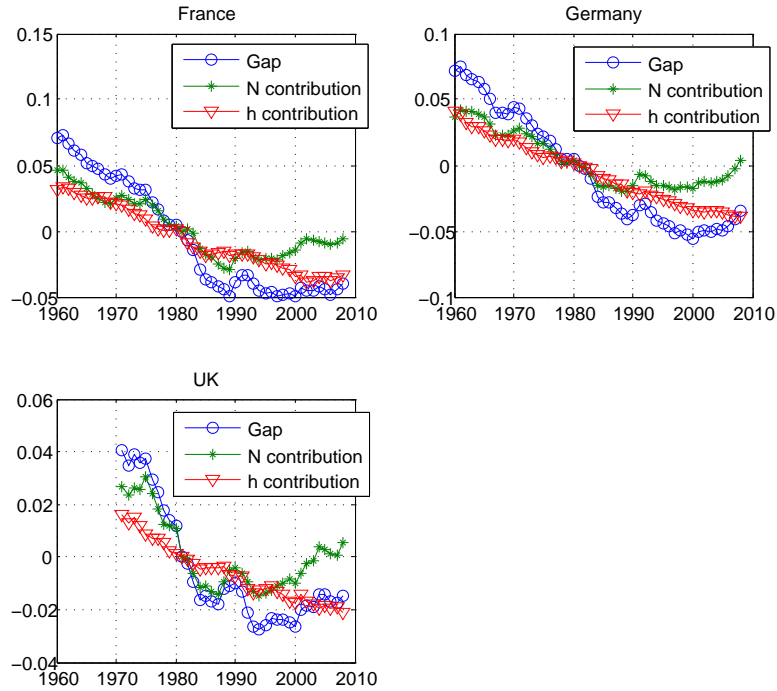 France
0.15
0.1
0.05
0
−0.05
1960 1970 1980 1990 2000 2010
Gap
N contribution
h contribution
Germany
0.1
0.05
0
−0.05
−0.1
1960 1970 1980 1990 2000 2010
Gap
N contribution
h contribution
UK
0.06
0.04
0.02
0
−0.02
−0.04
1960 1970 1980 1990 2000 2010
Gap
N contribution
h contribution